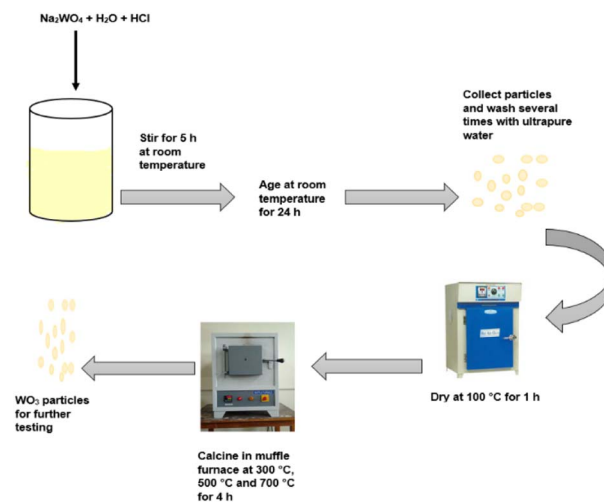 Na₂WO₄ + H₂O + HCl
Stir for 5 h
at room
temperature
Age at room
temperature
for 24 h
Collect particles
and wash several
times with ultrapure
water
Dry at 100 °C for 1 h
Calcine in muffle
furnace at 300 °C,
500 °C and 700 °C
for 4 h
WO₃ particles
for further
testing